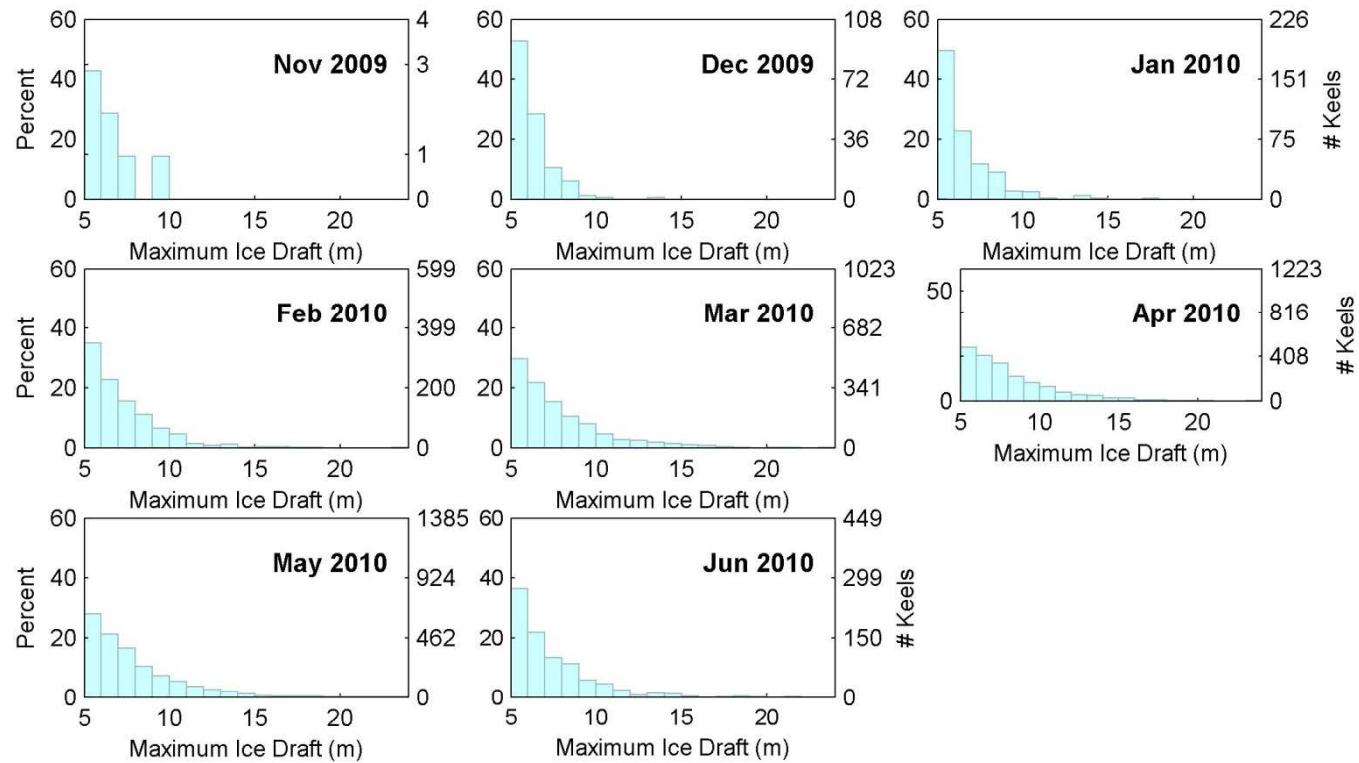 60
40
20
0
Percent
4
3
1
0
Nov 2009
5 10 15 20
Maximum Ice Draft (m)
60
40
20
0
108
72
36
0
Dec 2009
5 10 15 20
Maximum Ice Draft (m)
60
40
20
0
226
151
75
0
# Keels
Jan 2010
5 10 15 20
Maximum Ice Draft (m)
60
40
20
0
Percent
599
399
200
0
Feb 2010
5 10 15 20
Maximum Ice Draft (m)
60
40
20
0
1023
682
341
0
Mar 2010
5 10 15 20
Maximum Ice Draft (m)
50
0
1223
816
408
0
# Keels
Apr 2010
5 10 15 20
Maximum Ice Draft (m)
60
40
20
0
Percent
1385
924
462
0
May 2010
5 10 15 20
Maximum Ice Draft (m)
60
40
20
0
449
299
150
0
# Keels
Jun 2010
5 10 15 20
Maximum Ice Draft (m)